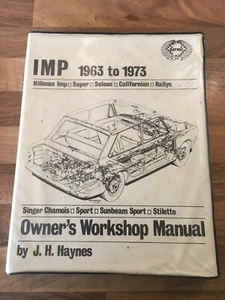 IMP 1963 to 1973
Hillman Imp □ Super □ Saloon □ Californian □ Rallye
Singer Chamois □ Sport □ Sunbeam Sport □ Stiletto
Owner's Workshop Manual
by J. H. Haynes